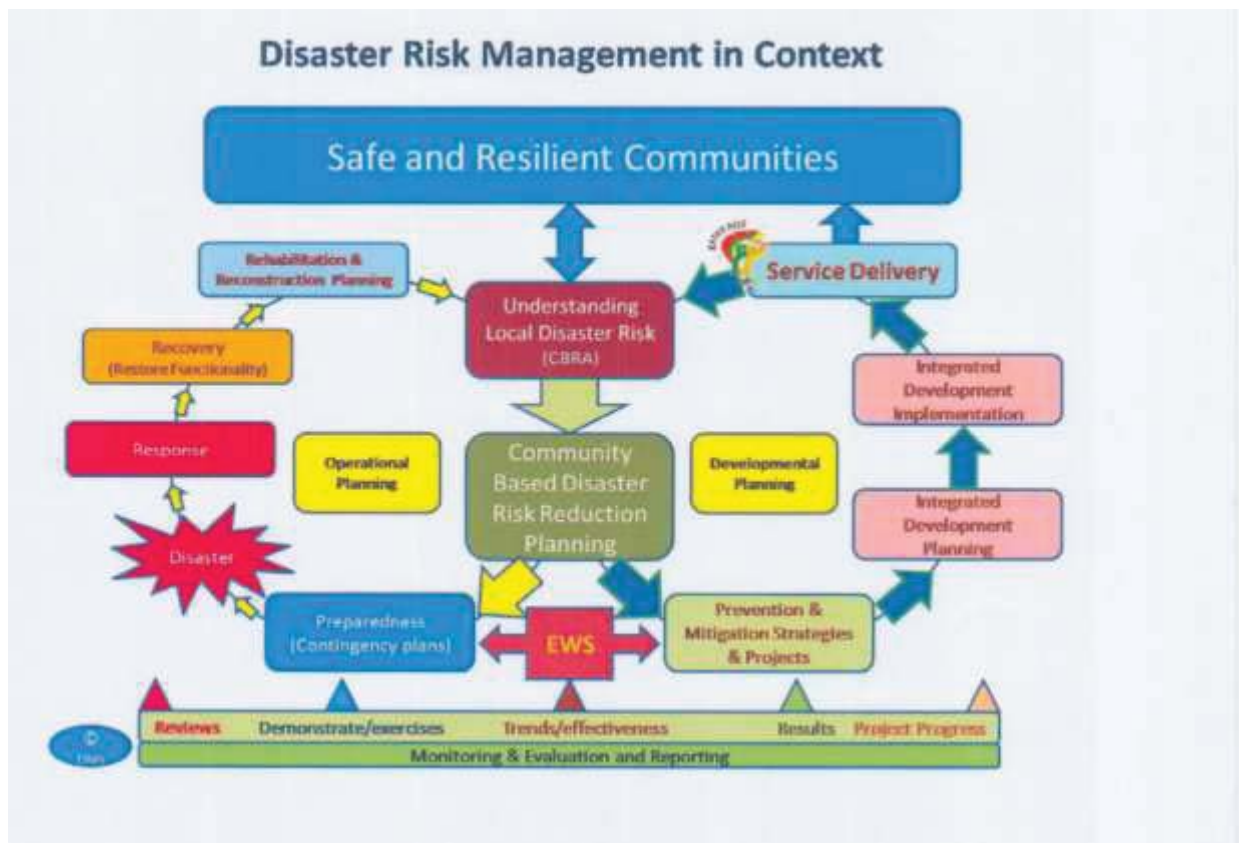 Disaster Risk Management in Context
Safe and Resilient Communities
Rehabilitation &
Reconstruction Planning
Service Delivery
Understanding
Local Disaster Risk
(CBRA)
Recovery
(Restore Functionality)
Integrated
Development
Implementation
Response
Operational
Planning
Community
Based Disaster
Risk Reduction
Planning
Developmental
Planning
Integrated
Development
Planning
Disaster
Preparedness
(Contingency plans)
EWS
Prevention &
Mitigation Strategies
& Projects
Reviews
Demonstrate/exercises
Trends/effectiveness
Results
Project Progress
©
Monitoring & Evaluation and Reporting